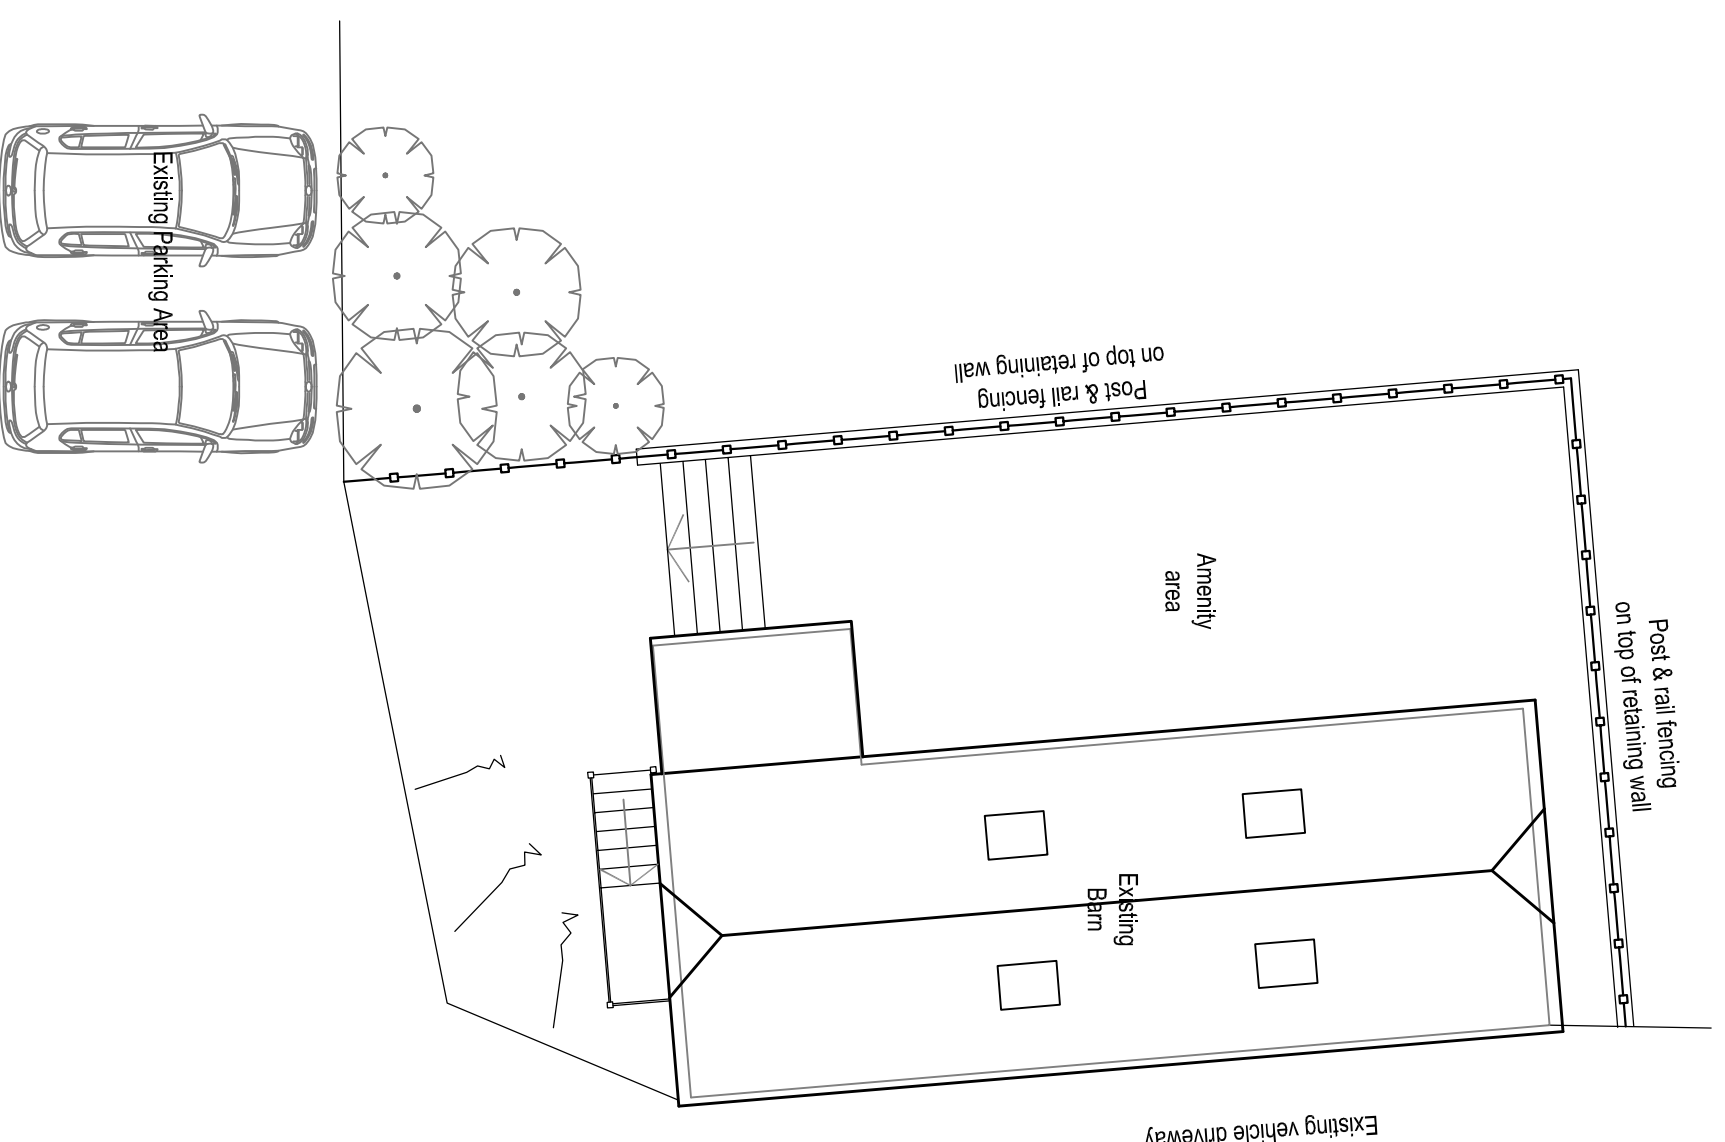 Existing Parking Area
Post & rail fencing
on top of retaining wall
Amenity
area
Post & rail fencing
on top of retaining wall
Existing
Barn
Existing vehicle driveway